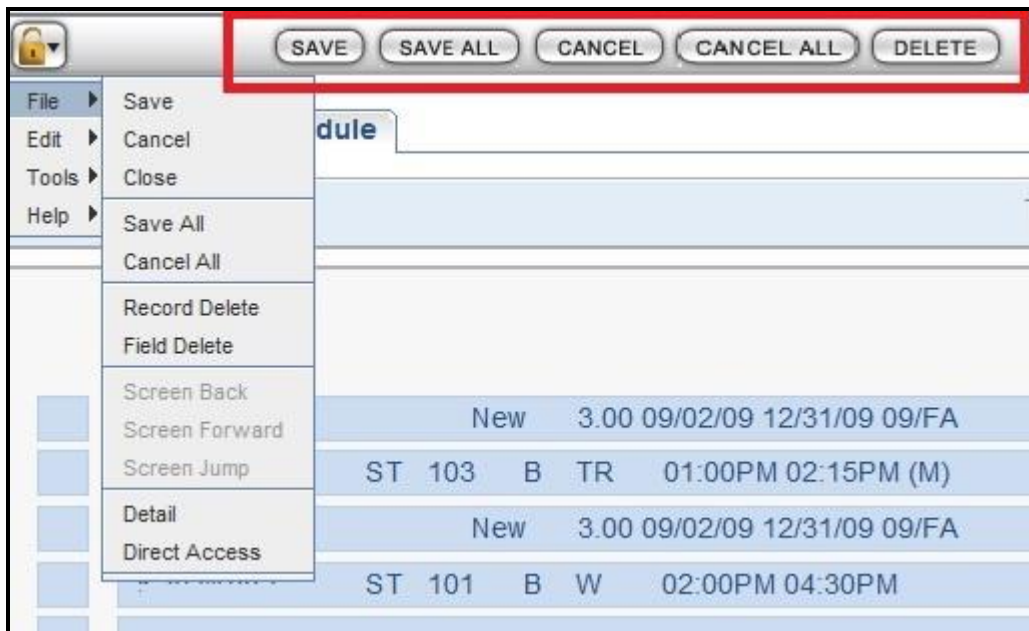 SAVE SAVE ALL CANCEL CANCEL ALL DELETE
File
Edit
Tools
Help
Save
Cancel
Close
Save All
Cancel All
Record Delete
Field Delete
Screen Back
Screen Forward
Screen Jump
Detail
Direct Access
dule
New 3.00 09/02/09 12/31/09 09/FA
ST 103 B TR 01:00PM 02:15PM (M)
New 3.00 09/02/09 12/31/09 09/FA
ST 101 B W 02:00PM 04:30PM